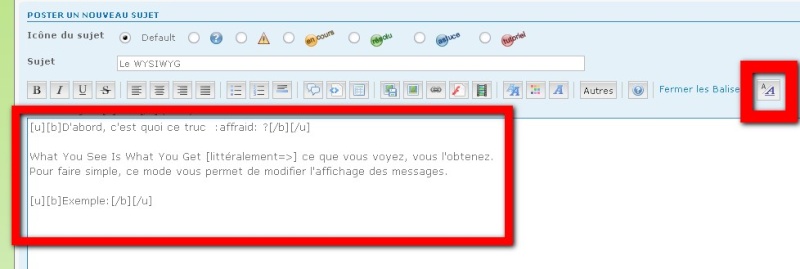 POSTER UN NOUVEAU SUJET
Icône du sujet Default en cours résolu astuce tutoriel
Sujet Le WYSIWYG
B I U S Autres Fermer les Balise
[u][b]D'abord, c'est quoi ce truc :affraid: ?[/b][/u]
What You See Is What You Get [littéralement=>] ce que vous voyez, vous l'obtenez.
Pour faire simple, ce mode vous permet de modifier l'affichage des messages.
[u][b]Exemple:[/b][/u]